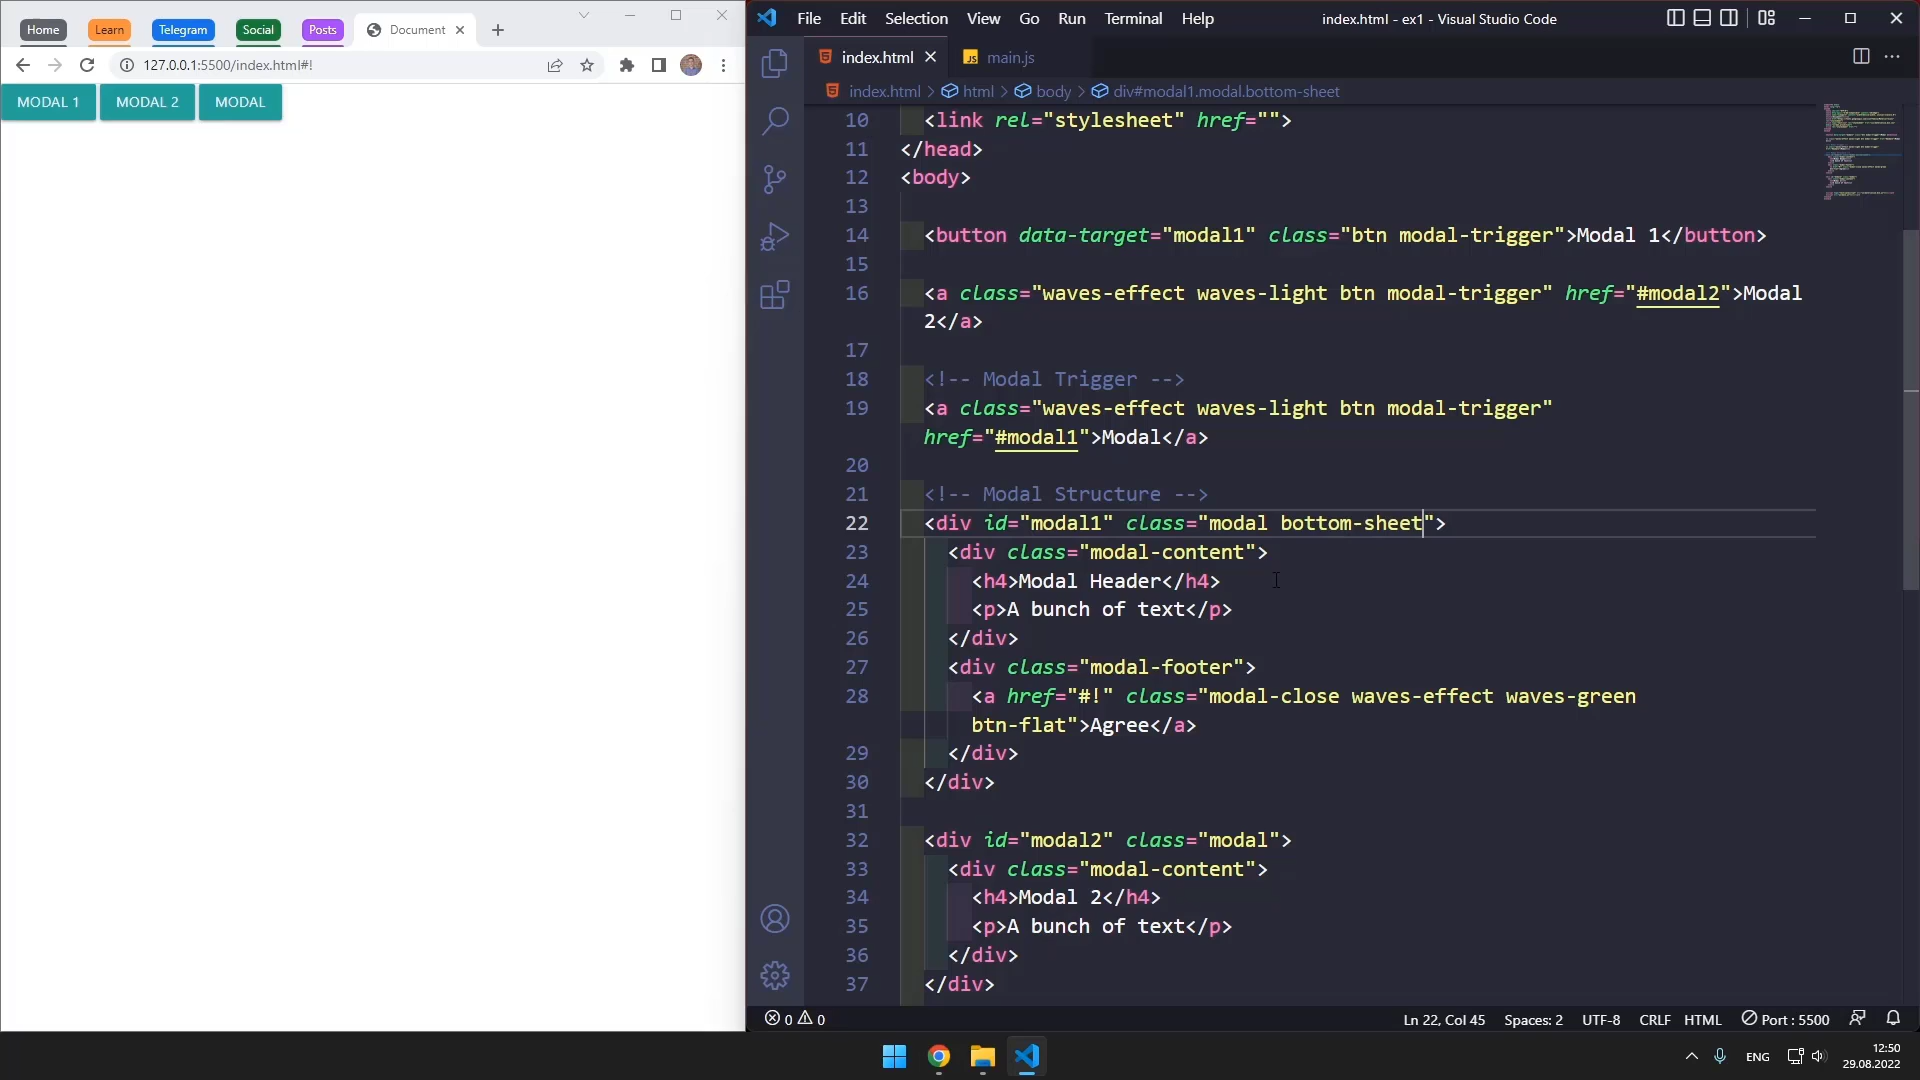 Home
Learn
Telegram
Social
Posts
Document
127.0.0.1:5500/index.html#!
MODAL 1
MODAL 2
MODAL
File Edit Selection View Go Run Terminal Help
index.html - ex1 - Visual Studio Code
index.html
JS main.js
index.html > html > body > div#modal1.modal.bottom-sheet
10 <link rel="stylesheet" href="">
11 </head>
12 <body>
13
14 <button data-target="modal1" class="btn modal-trigger">Modal 1</button>
15
16 <a class="waves-effect waves-light btn modal-trigger" href="#modal2">Modal
2</a>
17
18 <!-- Modal Trigger -->
19 <a class="waves-effect waves-light btn modal-trigger"
href="#modal1">Modal</a>
20
21 <!-- Modal Structure -->
22 <div id="modal1" class="modal bottom-sheet">
23 <div class="modal-content">
24 <h4>Modal Header</h4>
25 <p>A bunch of text</p>
26 </div>
27 <div class="modal-footer">
28 <a href="#!" class="modal-close waves-effect waves-green
btn-flat">Agree</a>
29 </div>
30 </div>
31
32 <div id="modal2" class="modal">
33 <div class="modal-content">
34 <h4>Modal 2</h4>
35 <p>A bunch of text</p>
36 </div>
37 </div>
0 0
Ln 22, Col 45 Spaces: 2 UTF-8 CRLF HTML Port : 5500
ENG
12:50
29.08.2022